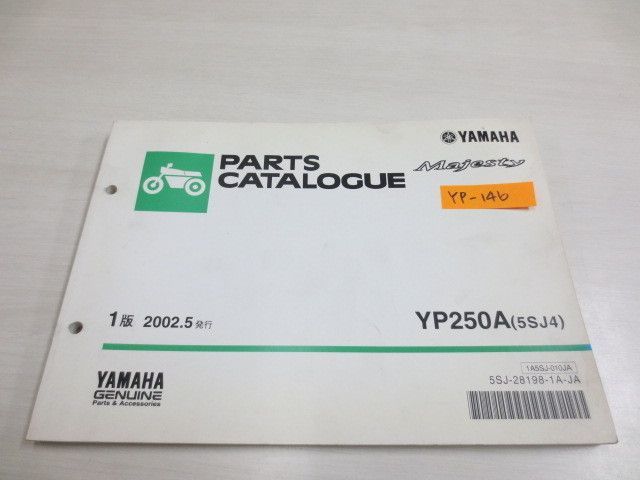 YAMAHA
PARTS
CATALOGUE
Majesty
YP-146
1版 2002.5発行
YP250A(5SJ4)
1A5SJ-010JA
5SJ-28198-1A-JA
YAMAHA
GENUINE
Parts & Accessories